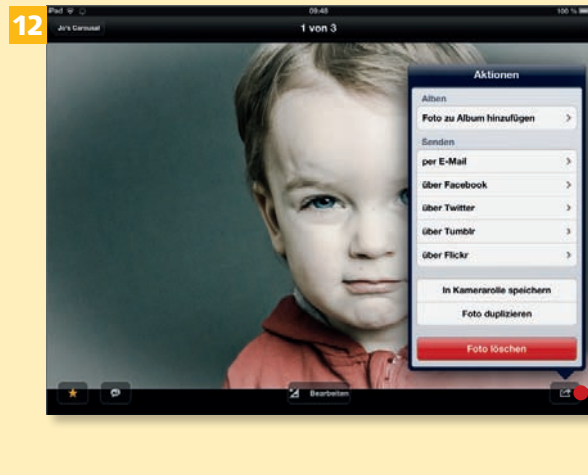 12
iPad
09:48
100 %
Jo's Carousel
1 von 3
Aktionen
Alben
Foto zu Album hinzufügen
Senden
per E-Mail
über Facebook
über Twitter
über Tumblr
über Flickr
In Kamerarolle speichern
Foto duplizieren
Foto löschen
Bearbeiten